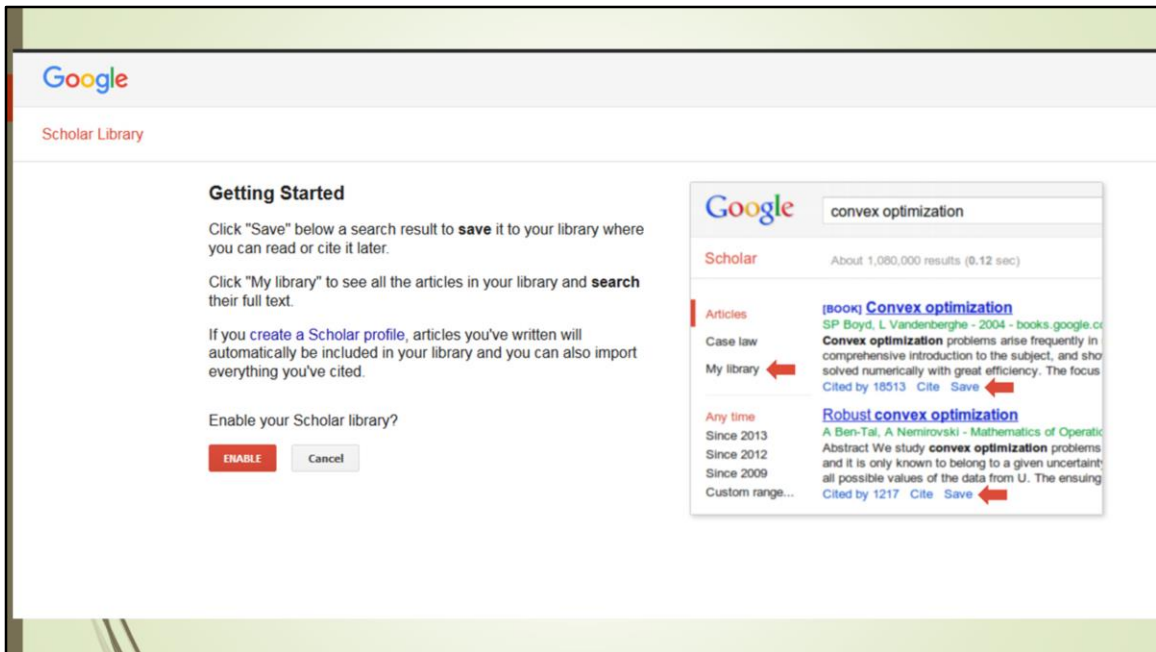 Google
Scholar Library
Getting Started
Click "Save" below a search result to save it to your library where
you can read or cite it later.
Click "My library" to see all the articles in your library and search
their full text.
If you create a Scholar profile, articles you've written will
automatically be included in your library and you can also import
everything you've cited.
Enable your Scholar library?
ENABLE
Cancel
Google
convex optimization
Scholar
About 1,080,000 results (0.12 sec)
Articles
Case law
My library
Any time
Since 2013
Since 2012
Since 2009
Custom range...
[BOOK] Convex optimization
SP Boyd, L Vandenberghe - 2004 - books.google.co
Convex optimization problems arise frequently in
comprehensive introduction to the subject, and sho
solved numerically with great efficiency. The focus
Cited by 18513 Cite Save
Robust convex optimization
A Ben-Tal, A Nemirovski - Mathematics of Operatio
Abstract We study convex optimization problems
and it is only known to belong to a given uncertainty
all possible values of the data from U. The ensuing
Cited by 1217 Cite Save